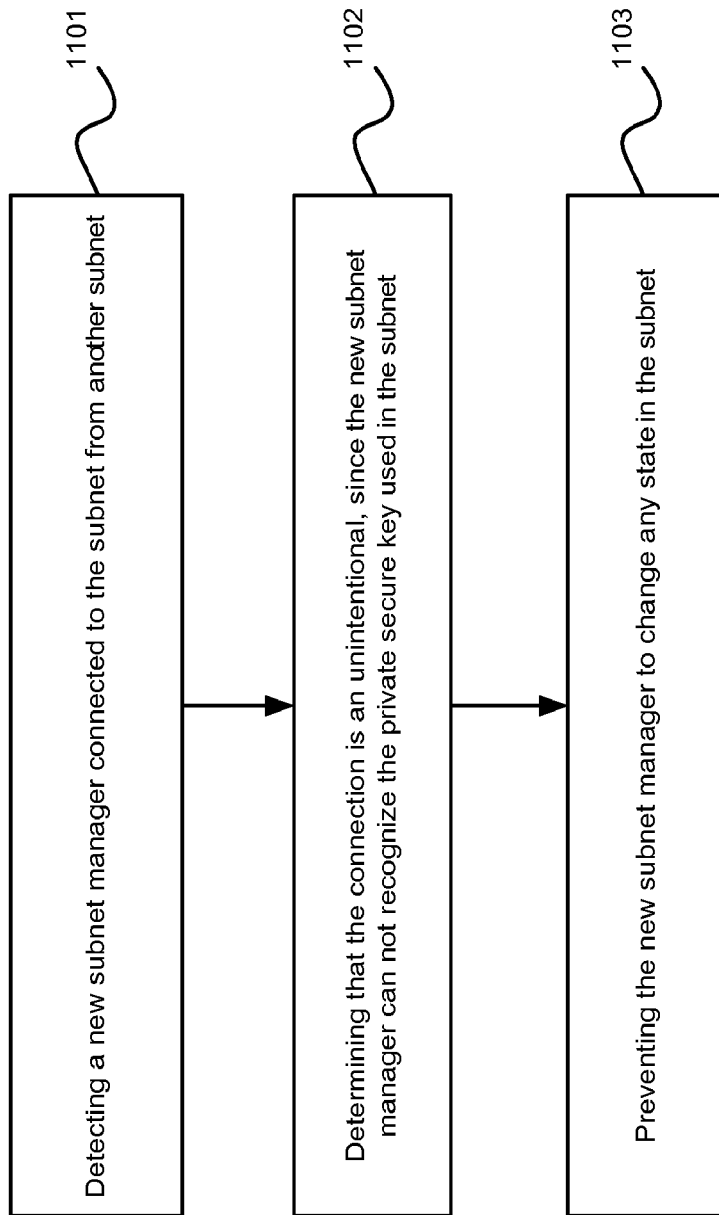 Detecting a new subnet manager connected to the subnet from another subnet
1101
Determining that the connection is an unintentional, since the new subnet
manager can not recognize the private secure key used in the subnet
1102
Preventing the new subnet manager to change any state in the subnet
1103